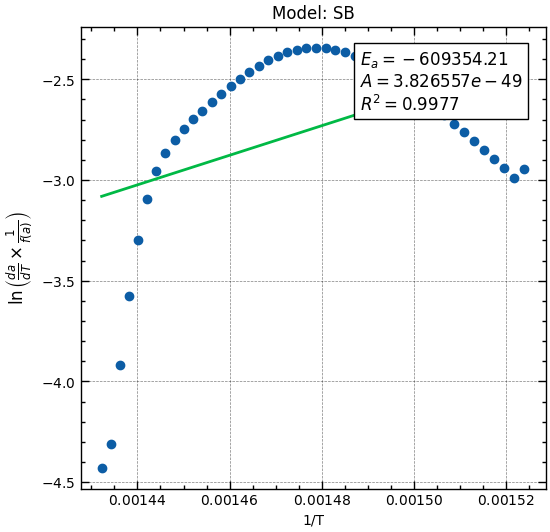 Model: SB
E_a = −609354.21
A = 3.826557e − 49
R^2 = 0.9977
ln(da/dT × 1/f(a))
−2.5
−3.0
−3.5
−4.0
−4.5
0.00144 0.00146 0.00148 0.00150 0.00152
1/T